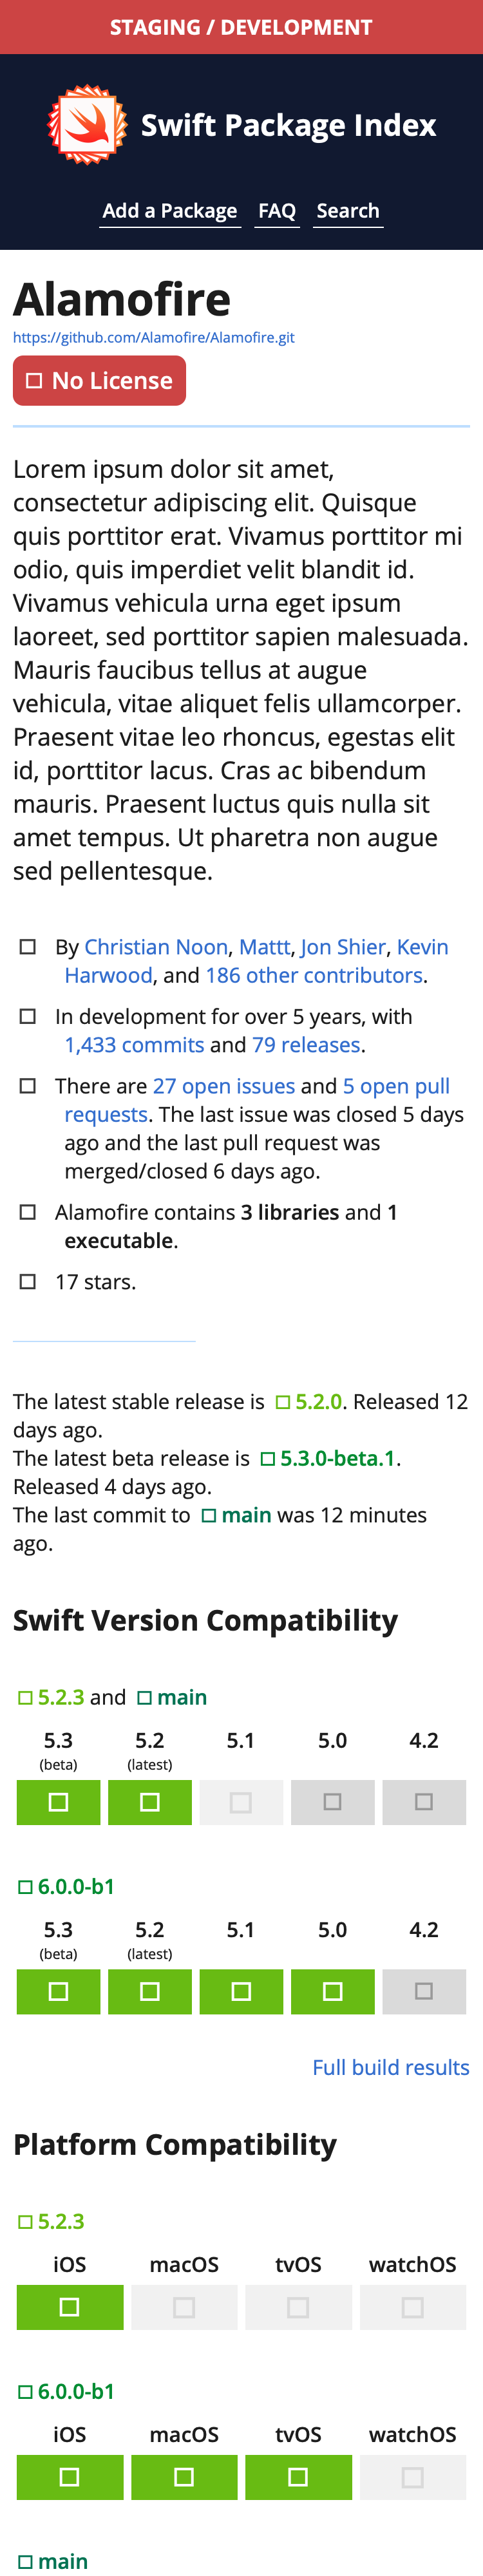 STAGING / DEVELOPMENT
Swift Package Index
Add a Package FAQ Search
Alamofire
https://github.com/Alamofire/Alamofire.git
No License
Lorem ipsum dolor sit amet,
consectetur adipiscing elit. Quisque
quis porttitor erat. Vivamus porttitor mi
odio, quis imperdiet velit blandit id.
Vivamus vehicula urna eget ipsum
laoreet, sed porttitor sapien malesuada.
Mauris faucibus tellus at augue
vehicula, vitae aliquet felis ullamcorper.
Praesent vitae leo rhoncus, egestas elit
id, porttitor lacus. Cras ac bibendum
mauris. Praesent luctus quis nulla sit
amet tempus. Ut pharetra non augue
sed pellentesque.
By Christian Noon, Mattt, Jon Shier, Kevin
Harwood, and 186 other contributors.
In development for over 5 years, with
1,433 commits and 79 releases.
There are 27 open issues and 5 open pull
requests. The last issue was closed 5 days
ago and the last pull request was
merged/closed 6 days ago.
Alamofire contains 3 libraries and 1
executable.
17 stars.
The latest stable release is 5.2.0. Released 12
days ago.
The latest beta release is 5.3.0-beta.1.
Released 4 days ago.
The last commit to main was 12 minutes
ago.
Swift Version Compatibility
5.2.3 and main
5.3 5.2 5.1 5.0 4.2
(beta) (latest)
6.0.0-b1
5.3 5.2 5.1 5.0 4.2
(beta) (latest)
Full build results
Platform Compatibility
5.2.3
iOS macOS tvOS watchOS
6.0.0-b1
iOS macOS tvOS watchOS
main